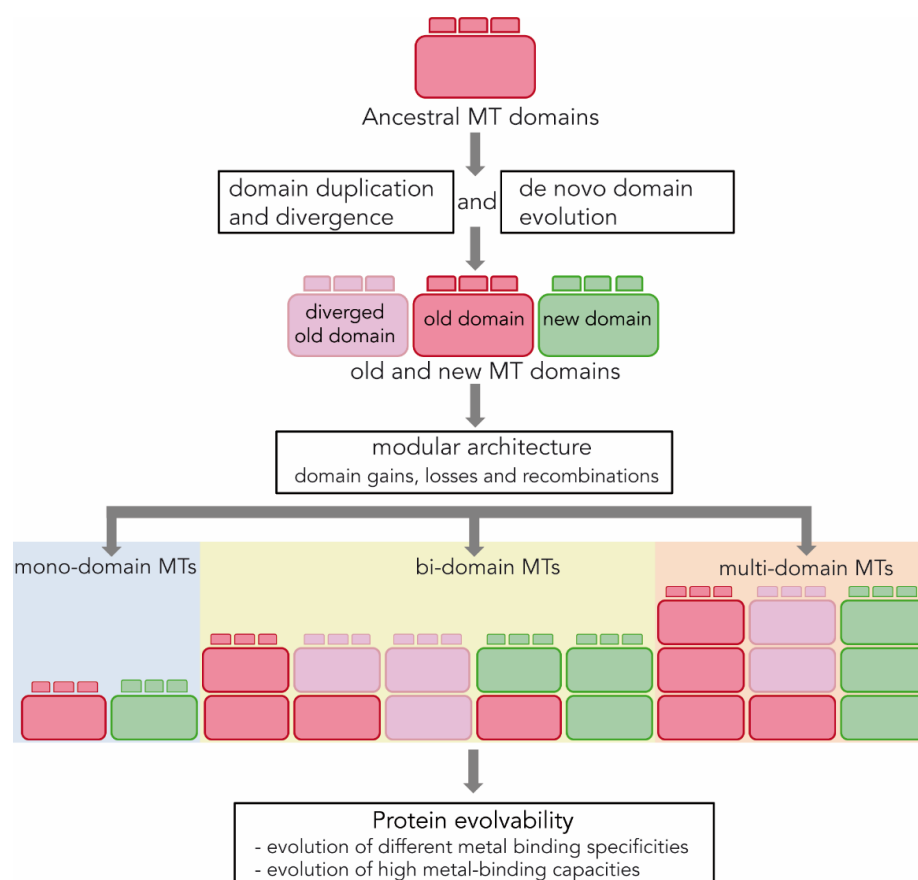 Ancestral MT domains
domain duplication
and divergence
and
de novo domain
evolution
diverged
old domain
old domain
new domain
old and new MT domains
modular architecture
domain gains, losses and recombinations
mono-domain MTs
bi-domain MTs
multi-domain MTs
Protein evolvability
- evolution of different metal binding specificities
- evolution of high metal-binding capacities